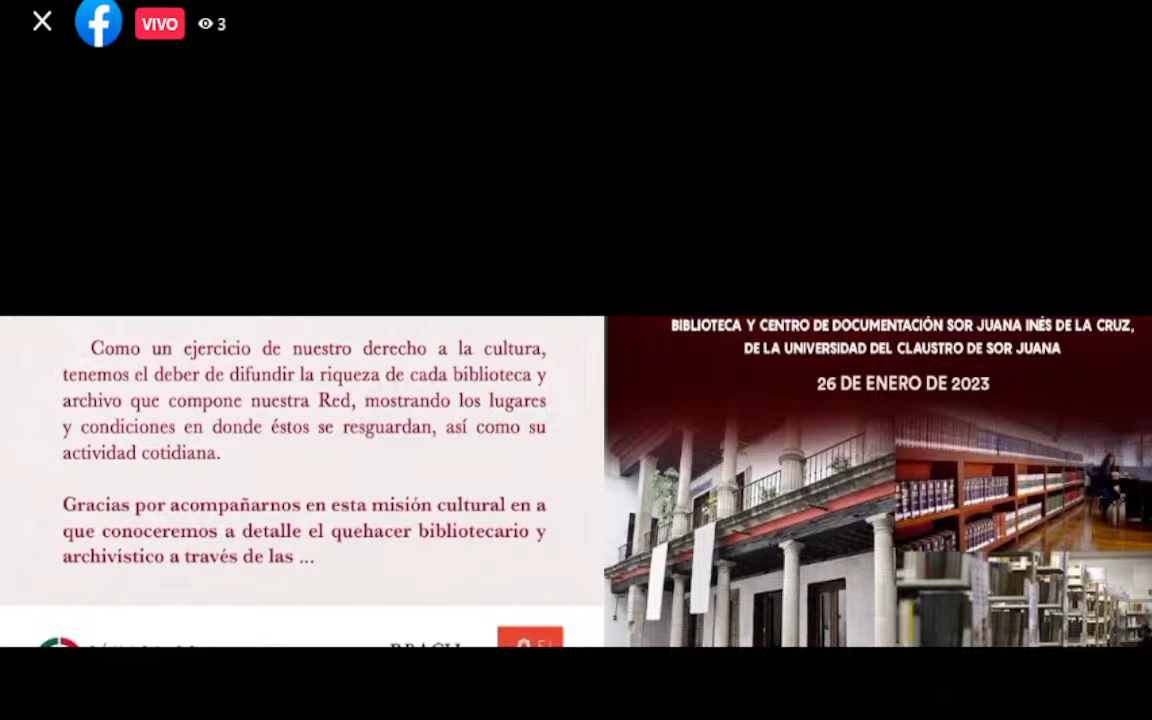 VIVO
3
Como un ejercicio de nuestro derecho a la cultura,
tenemos el deber de difundir la riqueza de cada biblioteca y
archivo que compone nuestra Red, mostrando los lugares
y condiciones en donde éstos se resguardan, así como su
actividad cotidiana.
Gracias por acompañarnos en esta misión cultural en a
que conoceremos a detalle el quehacer bibliotecario y
archivístico a través de las ...
BIBLIOTECA Y CENTRO DE DOCUMENTACIÓN SOR JUANA INÉS DE LA CRUZ,
DE LA UNIVERSIDAD DEL CLAUSTRO DE SOR JUANA
26 DE ENERO DE 2023